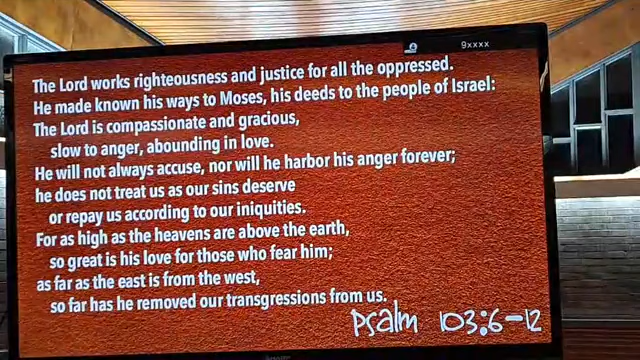 9xxxx
The Lord works righteousness and justice for all the oppressed.
He made known his ways to Moses, his deeds to the people of Israel:
The Lord is compassionate and gracious,
slow to anger, abounding in love.
He will not always accuse, nor will he harbor his anger forever;
he does not treat us as our sins deserve
or repay us according to our iniquities.
For as high as the heavens are above the earth,
so great is his love for those who fear him;
as far as the east is from the west,
so far has he removed our transgressions from us.
Psalm 103:6-12